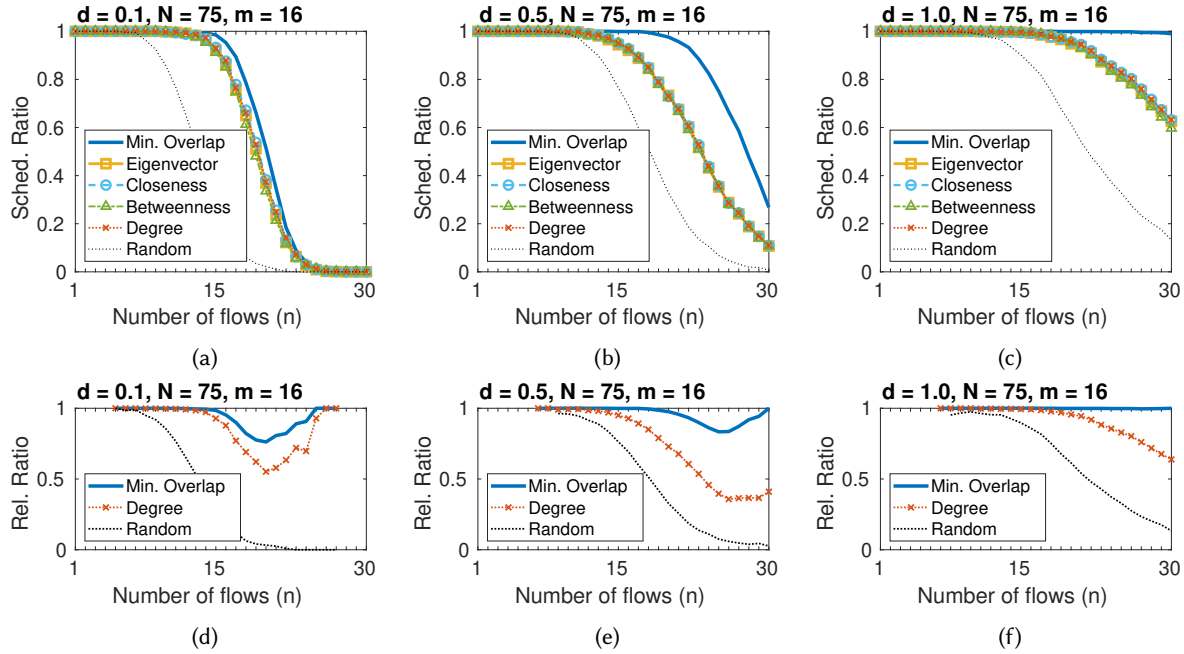 d = 0.1, N = 75, m = 16
1
0.8
0.6
0.4
0.2
0
Sched. Ratio
Min. Overlap
Eigenvector
Closeness
Betweenness
Degree
Random
1
15
30
Number of flows (n)
(a)
d = 0.5, N = 75, m = 16
1
0.8
0.6
0.4
0.2
0
Sched. Ratio
Min. Overlap
Eigenvector
Closeness
Betweenness
Degree
Random
1
15
30
Number of flows (n)
(b)
d = 1.0, N = 75, m = 16
1
0.8
0.6
0.4
0.2
0
Sched. Ratio
Min. Overlap
Eigenvector
Closeness
Betweenness
Degree
Random
1
15
30
Number of flows (n)
(c)
d = 0.1, N = 75, m = 16
1
0.5
0
Rel. Ratio
Min. Overlap
Degree
Random
1
15
30
Number of flows (n)
(d)
d = 0.5, N = 75, m = 16
1
0.5
0
Rel. Ratio
Min. Overlap
Degree
Random
1
15
30
Number of flows (n)
(e)
d = 1.0, N = 75, m = 16
1
0.5
0
Rel. Ratio
Min. Overlap
Degree
Random
1
15
30
Number of flows (n)
(f)